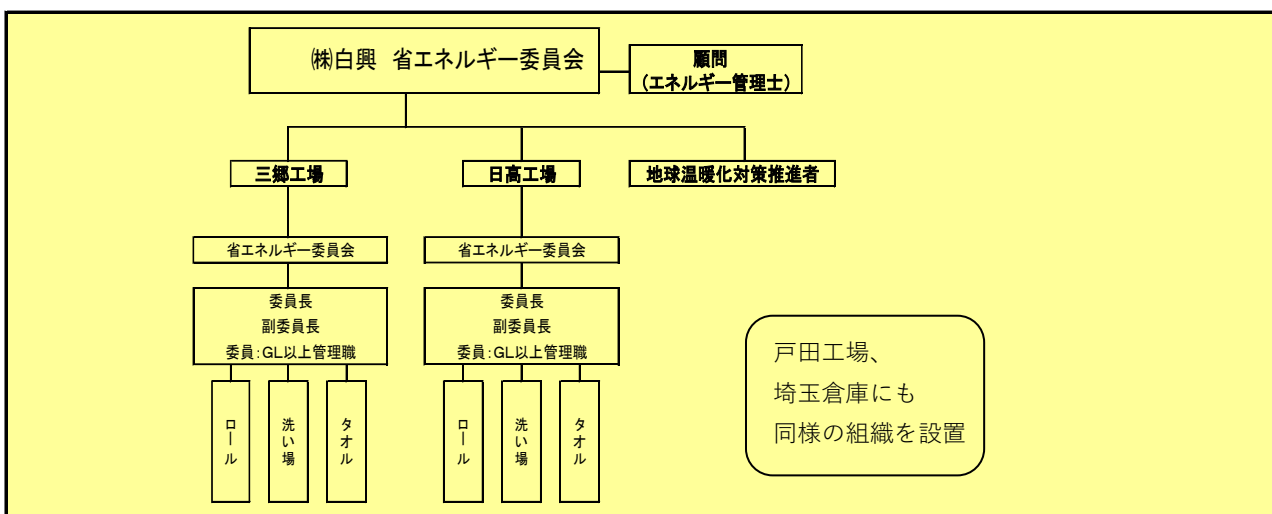 ㈱白興 省エネルギー委員会
顧問
（エネルギー管理士）
三郷工場
日高工場
地球温暖化対策推進者
省エネルギー委員会
省エネルギー委員会
委員長
副委員長
委員：GL以上管理職
委員長
副委員長
委員：GL以上管理職
ロール
洗い場
タオル
ロール
洗い場
タオル
戸田工場、
埼玉倉庫にも
同様の組織を設置